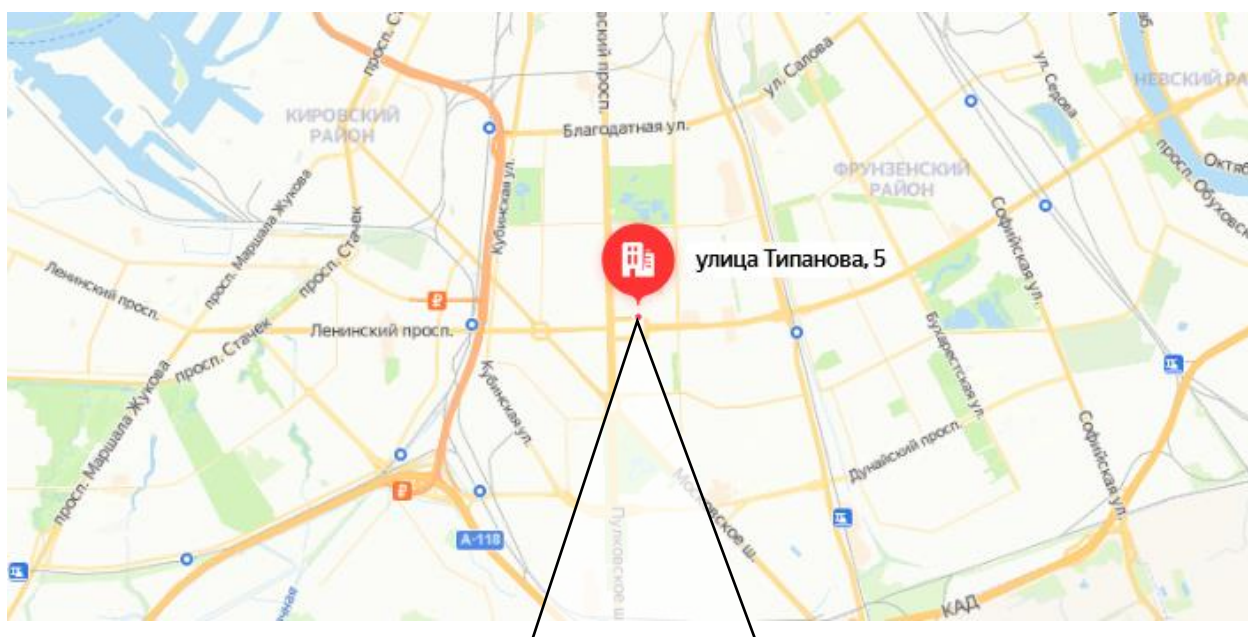 просп. Ст
вский просп.
ул. Салова
ул. Седова
НЕВСКИЙ РА
КИРОВСКИЙ
РАЙОН
Благодатная ул.
просп. Обуховск
Октяб
ФРУНЗЕНСКИЙ
РАЙОН
просп. Маршала Жукова
просп. Стачек
Кубинская ул.
Софийская ул.
улица Типанова, 5
Ленинский просп.
₽
Ленинский просп.
просп. Стачек
Бухарестская ул.
Кубинская ул.
просп. Маршала Жукова
Дунайский просп.
Софийская ул.
₽
Московское ш.
Пулковское ш
А-118
КАД